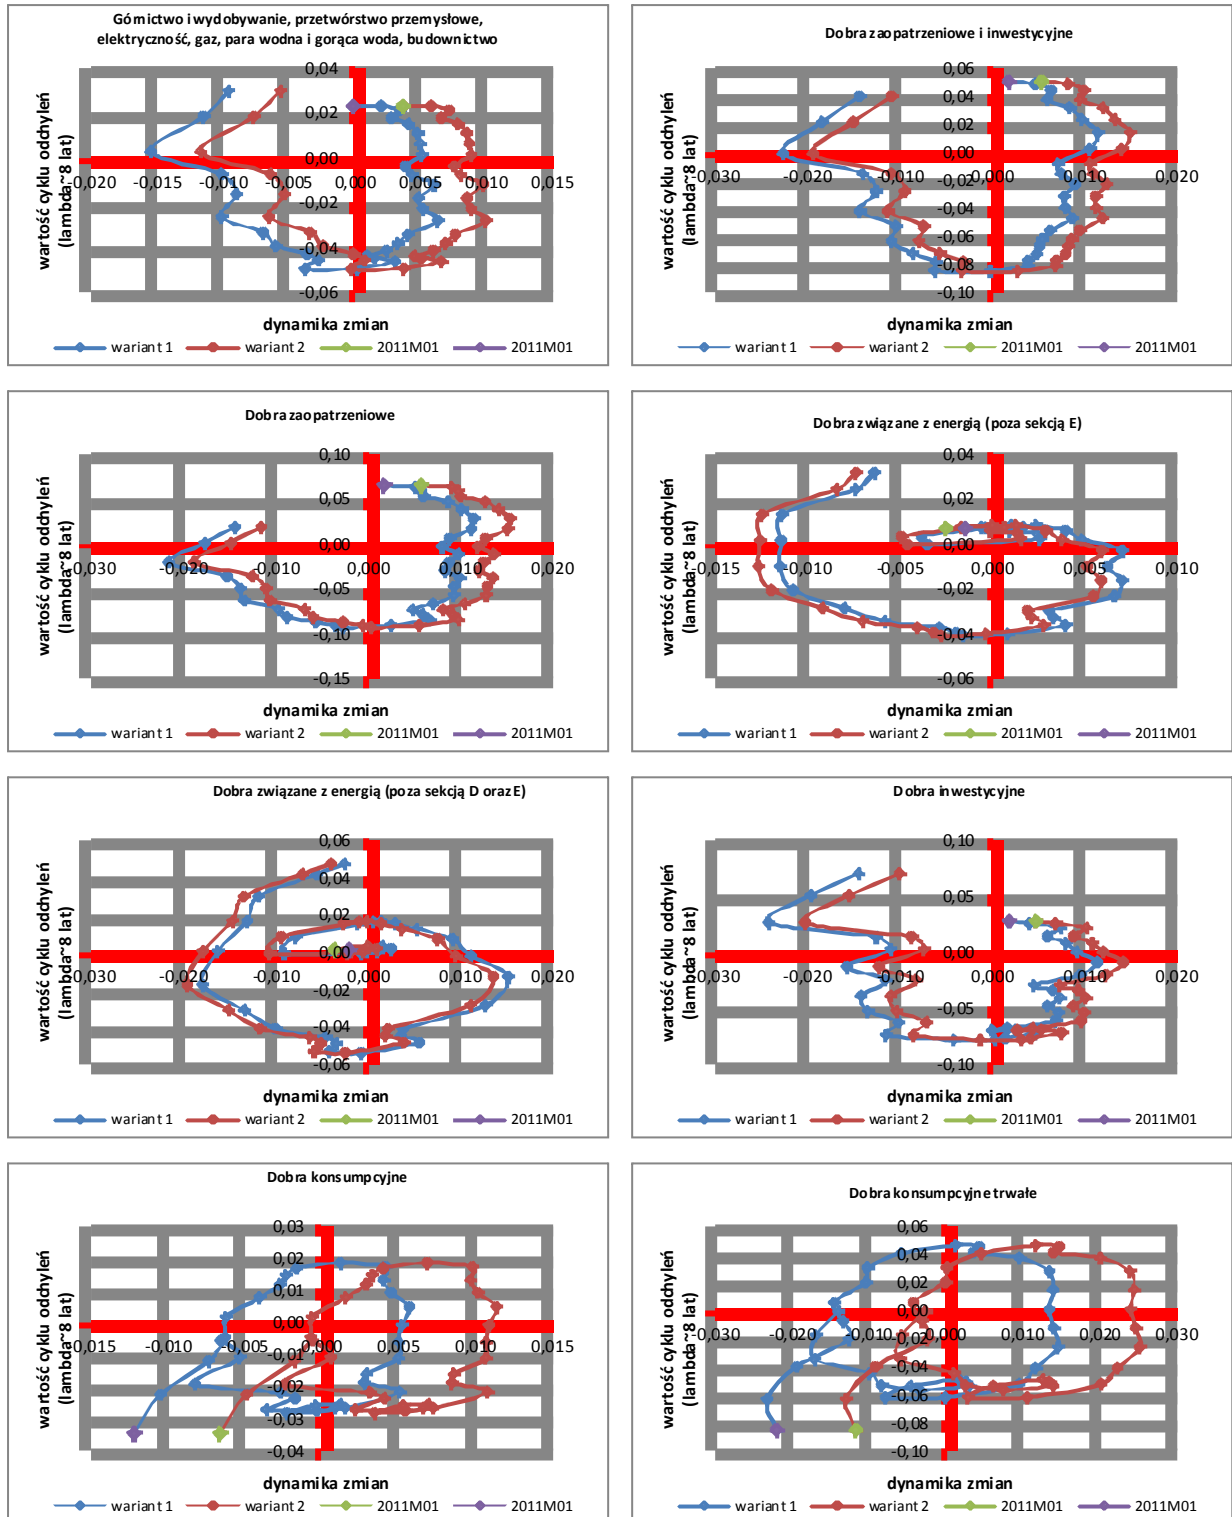 Górnictwo i wydobywanie, przetwórstwo przemysłowe,
elektryczność, gaz, para wodna i gorąca woda, budownictwo
wartość cyklu oddchyleń
(lambda~8 lat)
0,04
0,02
0,00
-0,02
-0,04
-0,06
-0,020 -0,015 -0,010 -0,005 0,000 0,005 0,010 0,015
dynamika zmian
wariant 1 wariant 2 2011M01 2011M01
Dobra zaopatrzeniowe i inwestycyjne
wartość cyklu oddchyleń
(lambda~8 lat)
0,06
0,04
0,02
0,00
-0,02
-0,04
-0,06
-0,08
-0,10
-0,030 -0,020 -0,010 0,000 0,010 0,020
dynamika zmian
wariant 1 wariant 2 2011M01 2011M01
Dobra zaopatrzeniowe
wartość cyklu oddchyleń
(lambda~8 lat)
0,10
0,05
0,00
-0,05
-0,10
-0,15
-0,030 -0,020 -0,010 0,000 0,010 0,020
dynamika zmian
wariant 1 wariant 2 2011M01 2011M01
Dobra związane z energią (poza sekcją E)
wartość cyklu oddchyleń
(lambda~8 lat)
0,04
0,02
0,00
-0,02
-0,04
-0,06
-0,015 -0,010 -0,005 0,000 0,005 0,010
dynamika zmian
wariant 1 wariant 2 2011M01 2011M01
Dobra związane z energią (poza sekcją D oraz E)
wartość cyklu oddchyleń
(lambda~8 lat)
0,06
0,04
0,02
0,00
-0,02
-0,04
-0,06
-0,030 -0,020 -0,010 0,000 0,010 0,020
dynamika zmian
wariant 1 wariant 2 2011M01 2011M01
Dobra inwestycyjne
wartość cyklu oddchyleń
(lambda~8 lat)
0,10
0,05
0,00
-0,05
-0,10
-0,030 -0,020 -0,010 0,000 0,010 0,020
dynamika zmian
wariant 1 wariant 2 2011M01 2011M01
Dobra konsumpcyjne
wartość cyklu oddchyleń
(lambda~8 lat)
0,03
0,02
0,01
0,00
-0,01
-0,02
-0,03
-0,04
-0,015 -0,010 -0,005 0,000 0,005 0,010 0,015
dynamika zmian
wariant 1 wariant 2 2011M01 2011M01
Dobra konsumpcyjne trwałe
wartość cyklu oddchyleń
(lambda~8 lat)
0,06
0,04
0,02
0,00
-0,02
-0,04
-0,06
-0,08
-0,10
-0,030 -0,020 -0,010 0,000 0,010 0,020 0,030
dynamika zmian
wariant 1 wariant 2 2011M01 2011M01